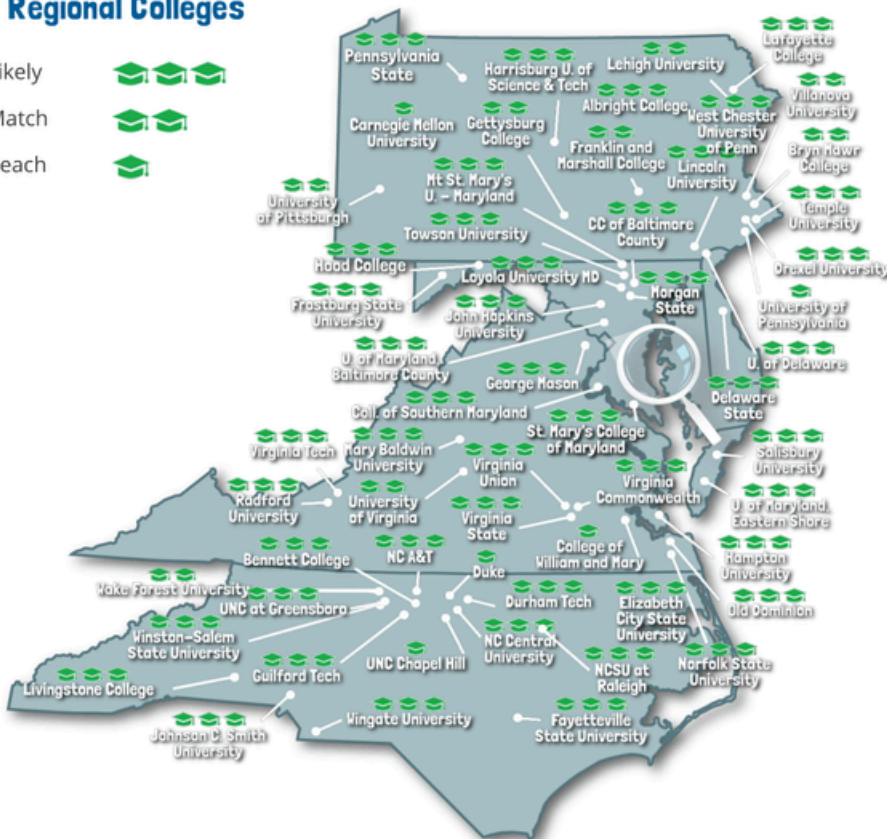 Regional Colleges
ikely
Match
each
Pennsylvania
State
Harrisburg U. of
Science & Tech
Lehigh University
Lafayette
College
Villanova
University
Albright College
West Chester
University
of Penn
Carnegie Mellon
University
Gettysburg
College
Franklin and
Marshall College
Bryn Mawr
College
Lincoln
University
Mt St. Mary's
U. - Maryland
University
of Pittsburgh
Temple
University
CC of Baltimore
County
Towson University
Hood College
Loyola University MD
Drexel University
Frostburg State
University
John Hopkins
University
Morgan
State
University of
Pennsylvania
U. of Maryland,
Baltimore County
U. of Delaware
George Mason
Delaware
State
Coll. of Southern Maryland
St. Mary's College
of Maryland
Virginia Tech
Mary Baldwin
University
Virginia
Union
Salisbury
University
Virginia
Commonwealth
Radford
University
University
of Virginia
U. of Maryland,
Eastern Shore
Virginia
State
College of
William and Mary
Bennett College
NC A&T
Duke
Hampton
University
Wake Forest University
UNC at Greensboro
Durham Tech
Elizabeth
City State
University
Old Dominion
Winston-Salem
State University
NC Central
University
Guilford Tech
UNC Chapel Hill
NCSU at
Raleigh
Norfolk State
University
Livingstone College
Johnson C. Smith
University
Wingate University
Fayetteville
State University